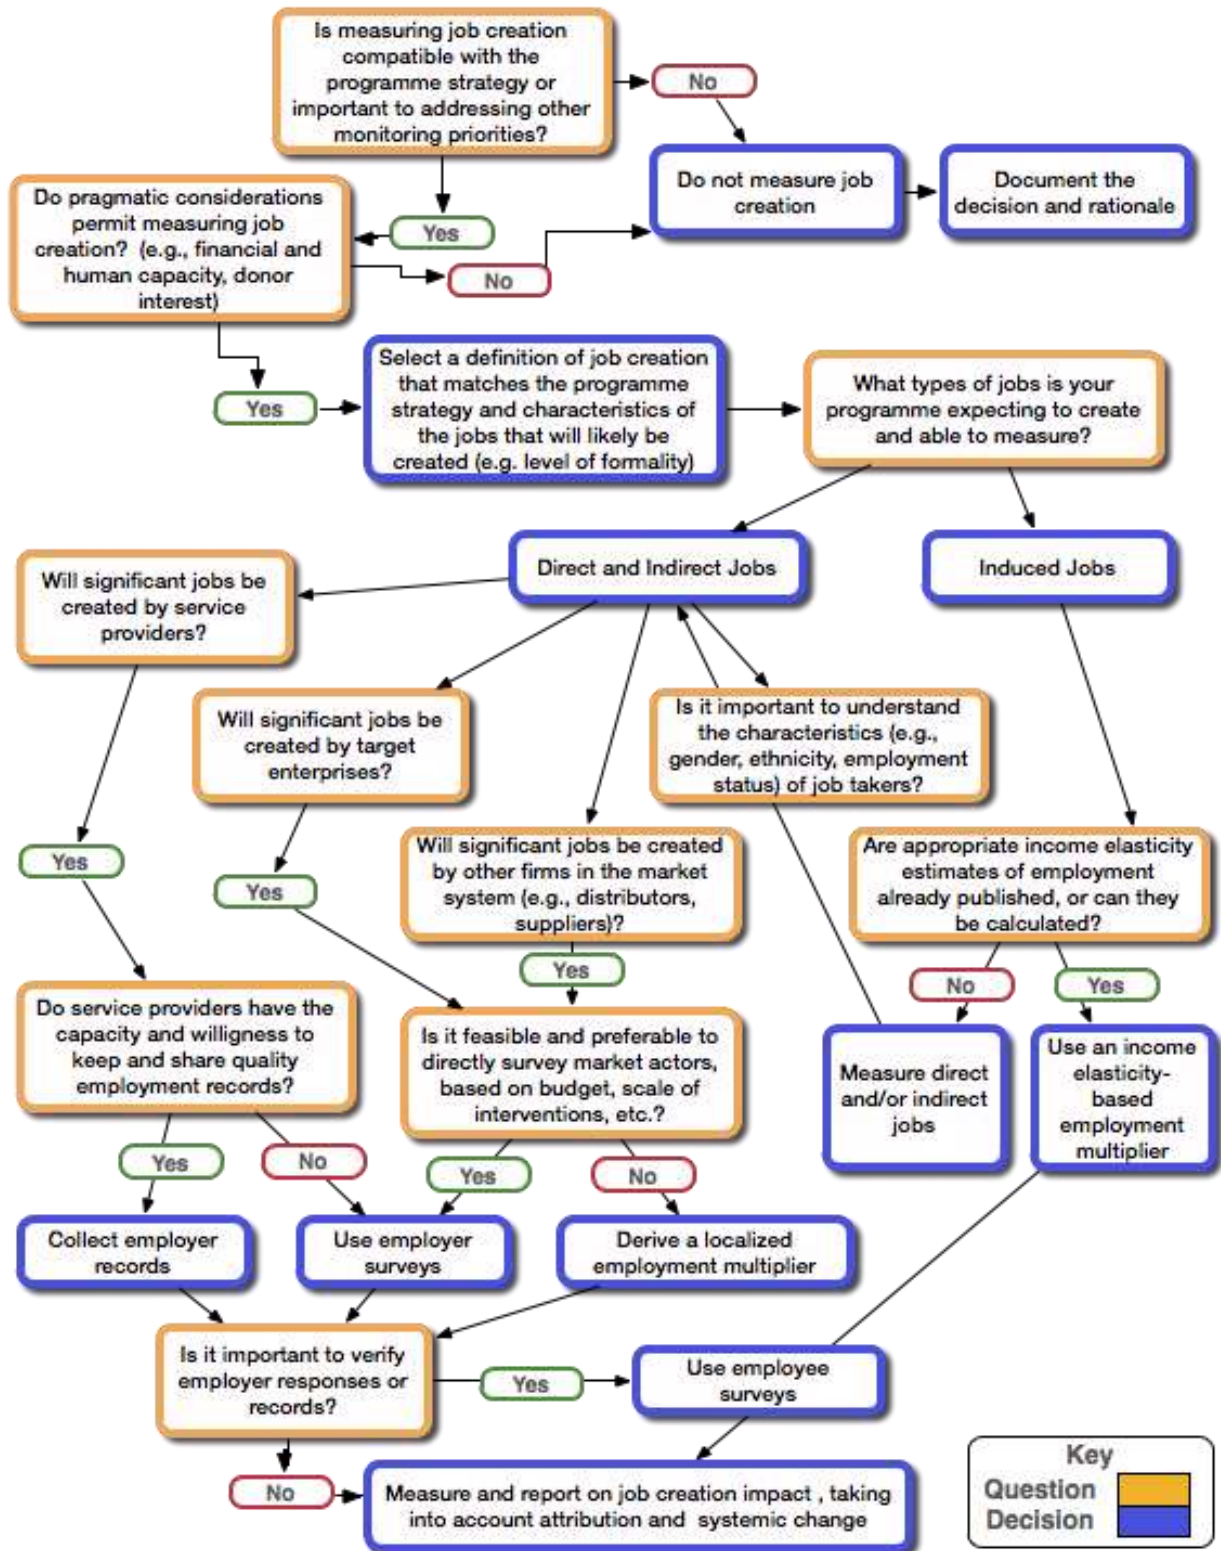 Is measuring job creation
compatible with the
programme strategy or
important to addressing other
monitoring priorities?
No
Do not measure job
creation
Document the
decision and rationale
Yes
Do pragmatic considerations
permit measuring job
creation? (e.g., financial and
human capacity, donor
interest)
No
Yes
Select a definition of job creation
that matches the programme
strategy and characteristics of
the jobs that will likely be
created (e.g. level of formality)
What types of jobs is your
programme expecting to create
and able to measure?
Direct and Indirect Jobs
Induced Jobs
Will significant jobs be
created by service
providers?
Will significant jobs be
created by target
enterprises?
Is it important to understand
the characteristics (e.g.,
gender, ethnicity, employment
status) of job takers?
Yes
Yes
Will significant jobs be created
by other firms in the market
system (e.g., distributors,
suppliers)?
Are appropriate income elasticity
estimates of employment
already published, or can they
be calculated?
Yes
No
Yes
Do service providers have the
capacity and willigness to
keep and share quality
employment records?
Is it feasible and preferable to
directly survey market actors,
based on budget, scale of
interventions, etc.?
Measure direct
and/or indirect
jobs
Use an income
elasticity-
based
employment
multiplier
Yes
No
Yes
No
Collect employer
records
Use employer
surveys
Derive a localized
employment multiplier
Is it important to verify
employer responses or
records?
Yes
Use employee
surveys
No
Measure and report on job creation impact , taking
into account attribution and systemic change
Key
Question
Decision